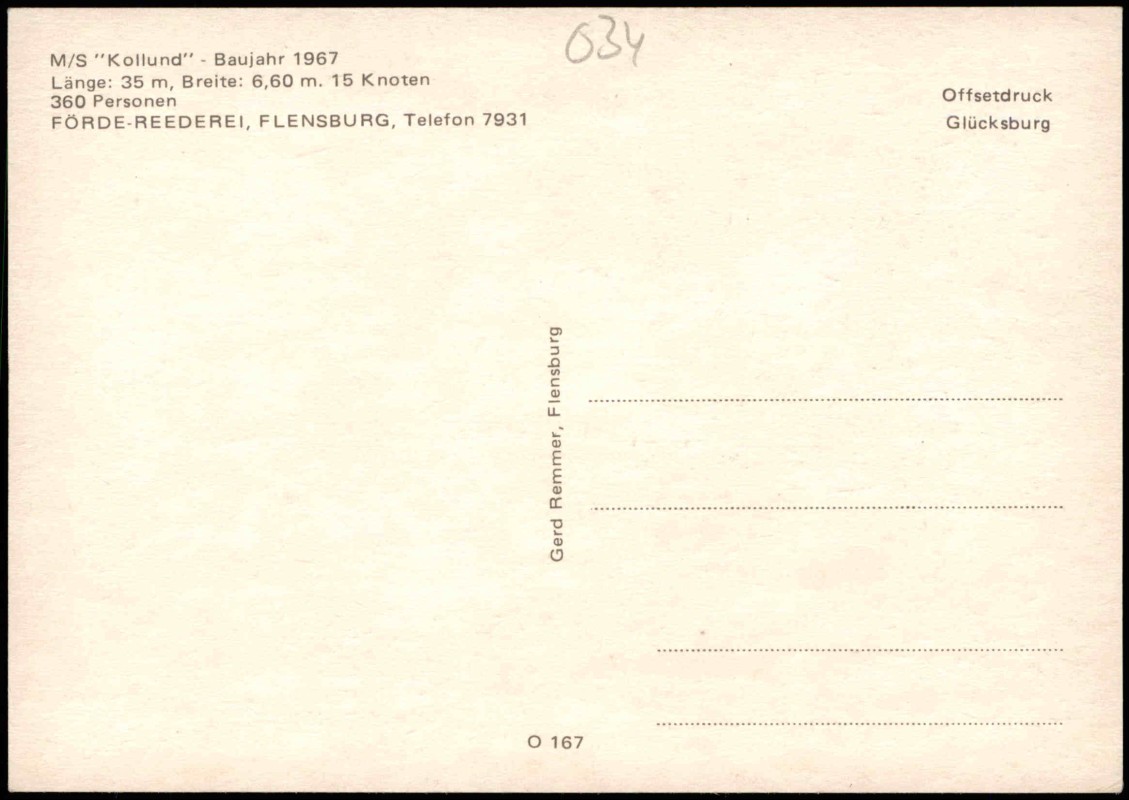 034
M/S "Kollund" - Baujahr 1967
Länge: 35 m, Breite: 6,60 m. 15 Knoten
360 Personen
FÖRDE-REEDEREI, FLENSBURG, Telefon 7931
Offsetdruck
Glücksburg
Gerd Remmer, Flensburg
O 167